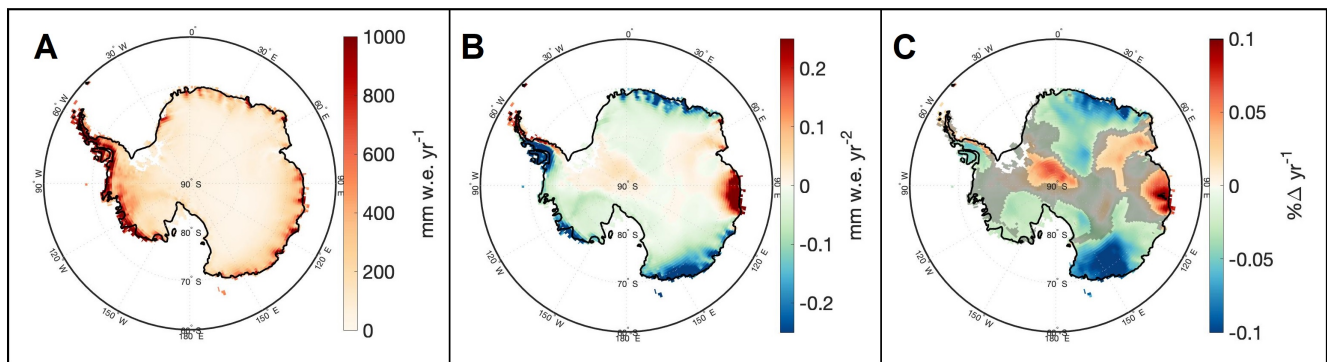 A
0°
30° E
60° E
90° E
120° E
150° E
180° E
150° W
120° W
90° W
60° W
30° W
90° S
80° S
70° S
1000
800
600
400
200
0
mm w.e. yr-1
B
0°
30° E
60° E
90° E
120° E
150° E
180° E
150° W
120° W
90° W
60° W
30° W
90° S
80° S
70° S
0.2
0.1
0
-0.1
-0.2
mm w.e. yr-2
C
0°
30° E
60° E
90° E
120° E
150° E
180° E
150° W
120° W
90° W
60° W
30° W
90° S
80° S
70° S
0.1
0.05
0
-0.05
-0.1
%Δ yr-1